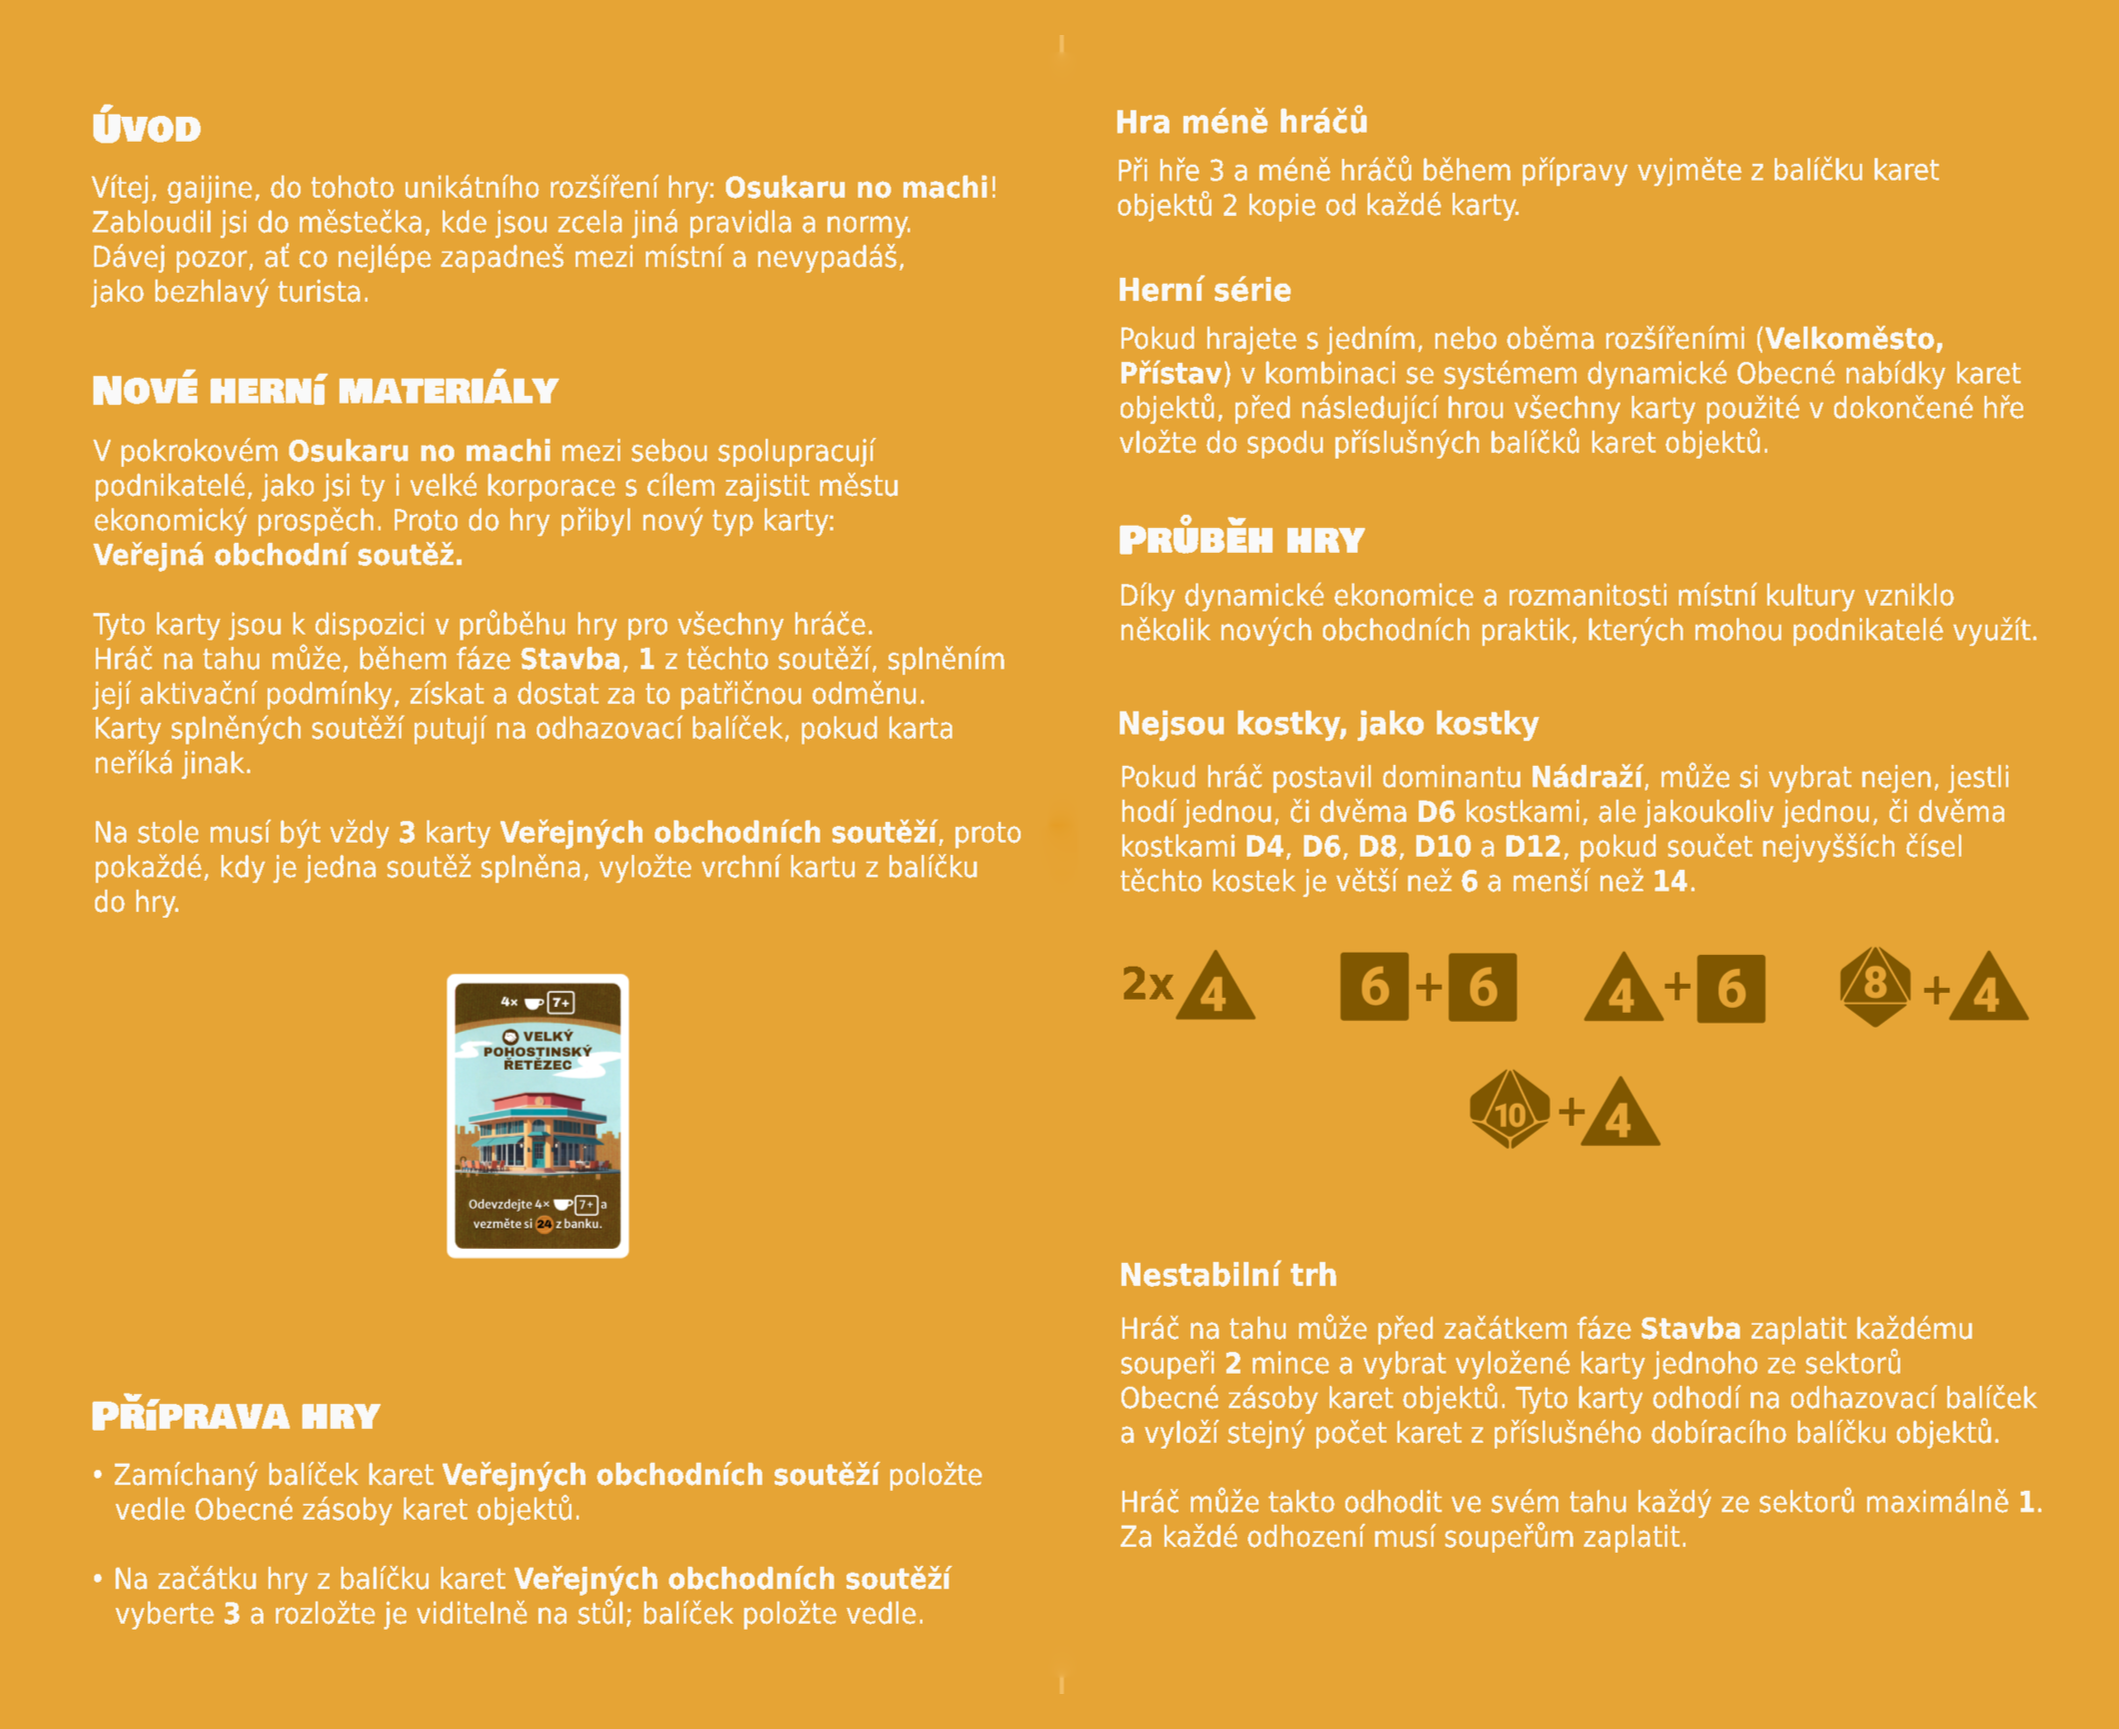 Úvod
Vítej, gaijine, do tohoto unikátního rozšíření hry: Osukaru no machi!
Zabloudil jsi do městečka, kde jsou zcela jiná pravidla a normy.
Dávej pozor, ať co nejlépe zapadneš mezi místní a nevypadáš,
jako bezhlavý turista.
Nové herní materiály
V pokrokovém Osukaru no machi mezi sebou spolupracují
podnikatelé, jako jsi ty i velké korporace s cílem zajistit městu
ekonomický prospěch. Proto do hry přibyl nový typ karty:
Veřejná obchodní soutěž.
Tyto karty jsou k dispozici v průběhu hry pro všechny hráče.
Hráč na tahu může, během fáze Stavba, 1 z těchto soutěží, splněním
její aktivační podmínky, získat a dostat za to patřičnou odměnu.
Karty splněných soutěží putují na odhazovací balíček, pokud karta
neříká jinak.
Na stole musí být vždy 3 karty Veřejných obchodních soutěží, proto
pokaždé, kdy je jedna soutěž splněna, vyložte vrchní kartu z balíčku
do hry.
4× 7+
VELKÝ
POHOSTINSKÝ
ŘETĚZEC
Odevzdejte 4× 7+ a
vezměte si 24 z banku.
Příprava hry
• Zamíchaný balíček karet Veřejných obchodních soutěží položte
vedle Obecné zásoby karet objektů.
• Na začátku hry z balíčku karet Veřejných obchodních soutěží
vyberte 3 a rozložte je viditelně na stůl; balíček položte vedle.
Hra méně hráčů
Při hře 3 a méně hráčů během přípravy vyjměte z balíčku karet
objektů 2 kopie od každé karty.
Herní série
Pokud hrajete s jedním, nebo oběma rozšířeními (Velkoměsto,
Přístav) v kombinaci se systémem dynamické Obecné nabídky karet
objektů, před následující hrou všechny karty použité v dokončené hře
vložte do spodu příslušných balíčků karet objektů.
Průběh hry
Díky dynamické ekonomice a rozmanitosti místní kultury vzniklo
několik nových obchodních praktik, kterých mohou podnikatelé využít.
Nejsou kostky, jako kostky
Pokud hráč postavil dominantu Nádraží, může si vybrat nejen, jestli
hodí jednou, či dvěma D6 kostkami, ale jakoukoliv jednou, či dvěma
kostkami D4, D6, D8, D10 a D12, pokud součet nejvyšších čísel
těchto kostek je větší než 6 a menší než 14.
2x 4 6 + 6 4 + 6 8 + 4
10 + 4
Nestabilní trh
Hráč na tahu může před začátkem fáze Stavba zaplatit každému
soupeři 2 mince a vybrat vyložené karty jednoho ze sektorů
Obecné zásoby karet objektů. Tyto karty odhodí na odhazovací balíček
a vyloží stejný počet karet z příslušného dobíracího balíčku objektů.
Hráč může takto odhodit ve svém tahu každý ze sektorů maximálně 1.
Za každé odhození musí soupeřům zaplatit.